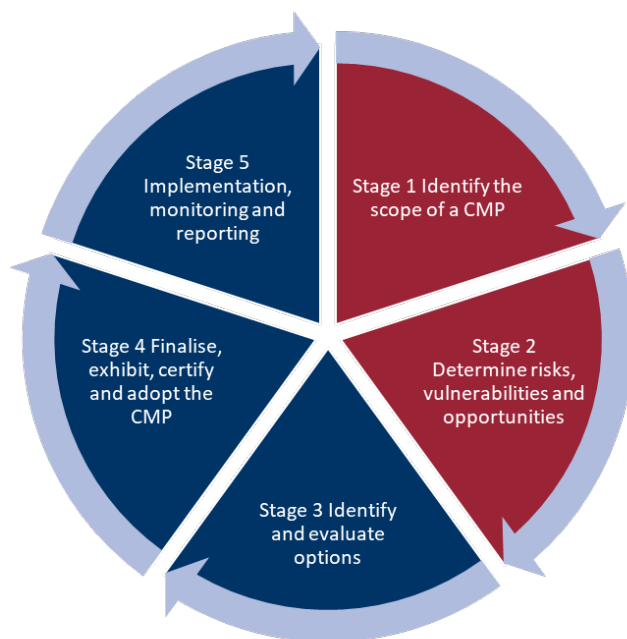 Stage 1 Identify the
scope of a CMP
Stage 2
Determine risks,
vulnerabilities and
opportunities
Stage 3 Identify
and evaluate
options
Stage 4 Finalise,
exhibit, certify
and adopt the
CMP
Stage 5
Implementation,
monitoring and
reporting